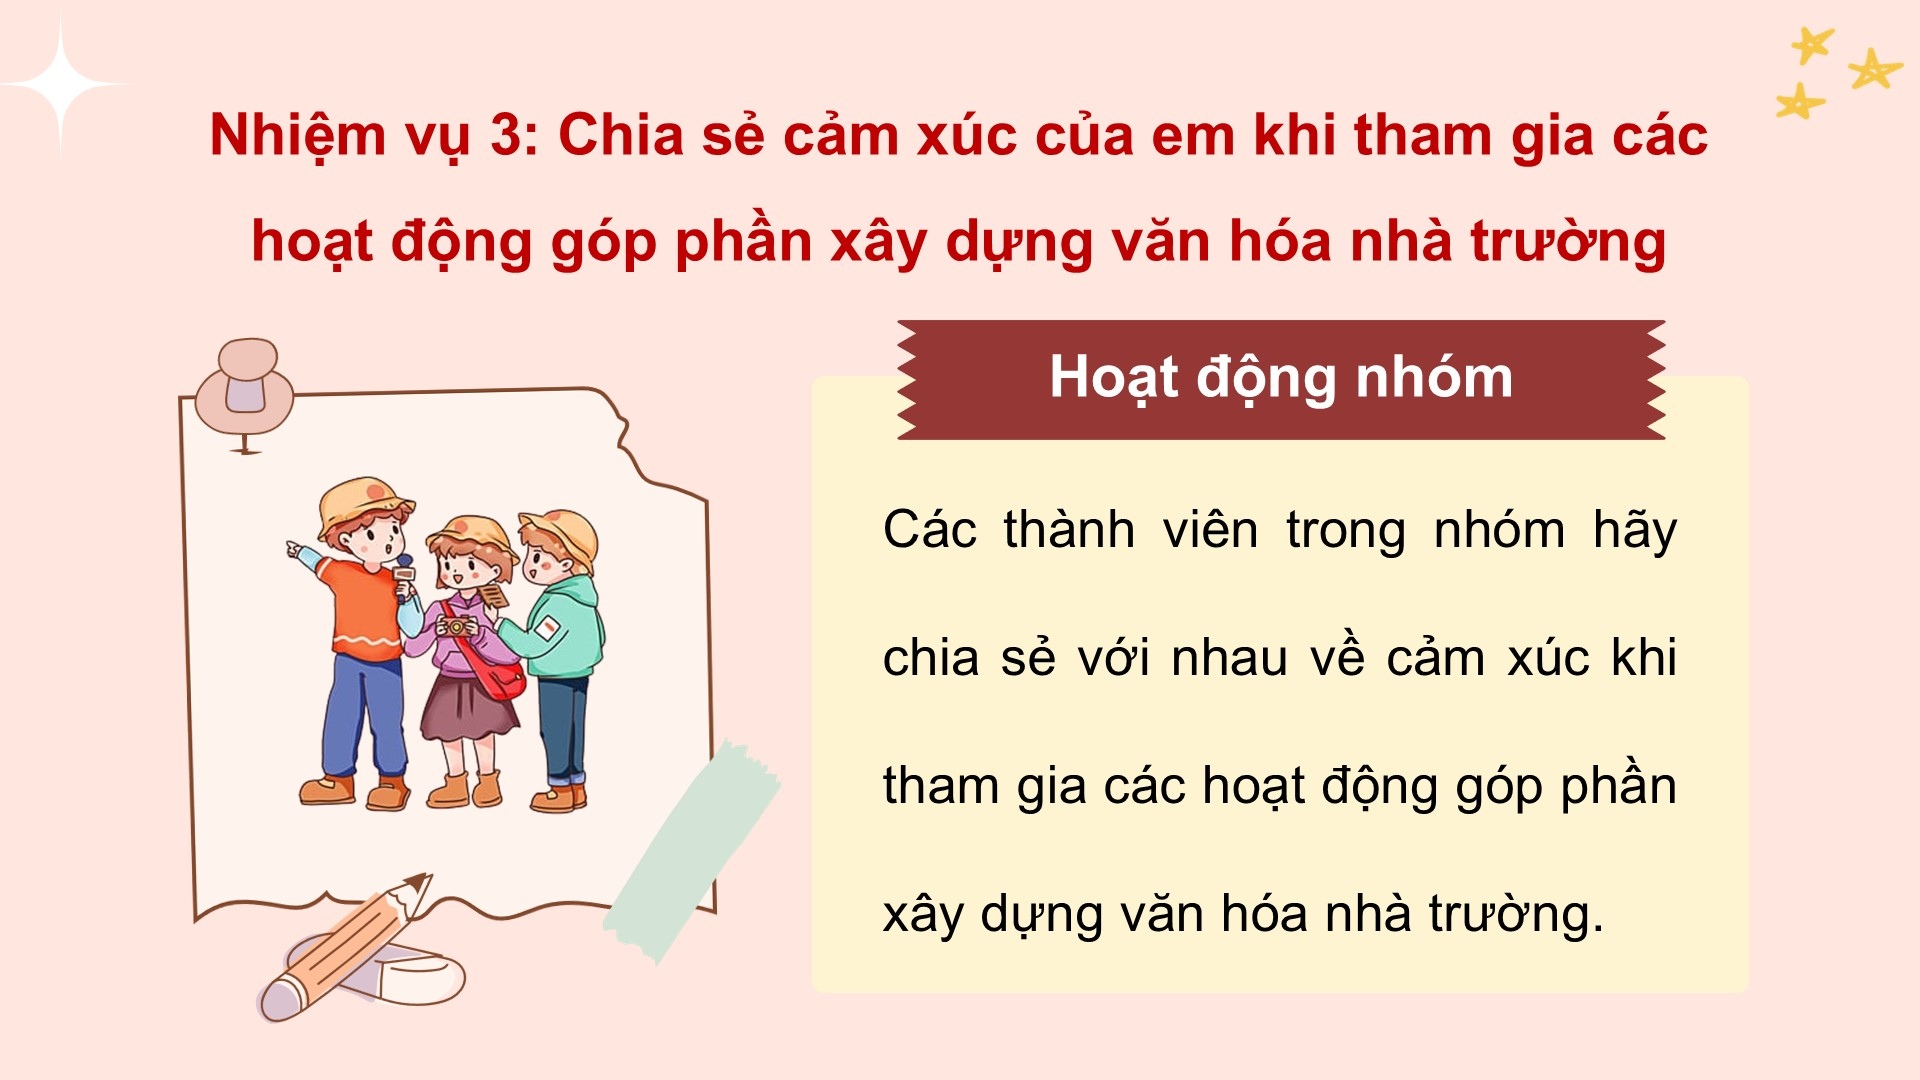 Nhiệm vụ 3: Chia sẻ cảm xúc của em khi tham gia các
hoạt động góp phần xây dựng văn hóa nhà trường
Hoạt động nhóm
Các thành viên trong nhóm hãy
chia sẻ với nhau về cảm xúc khi
tham gia các hoạt động góp phần
xây dựng văn hóa nhà trường.